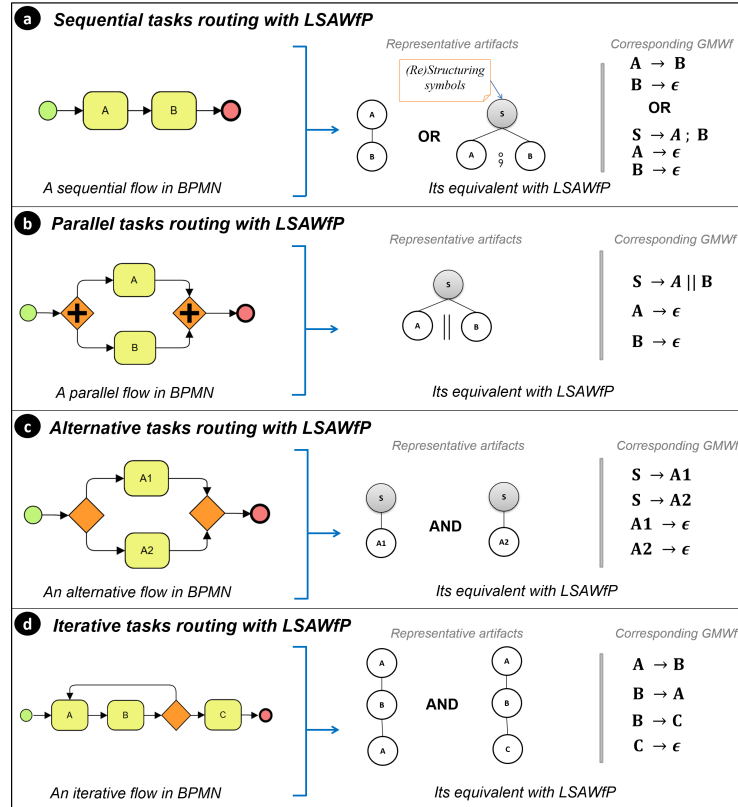 a Sequential tasks routing with LSAWfP
Representative artifacts
Corresponding GMWf
(Re)Structuring
symbols
A B
A
B
OR
S
A ; B
A → B
B → ϵ
OR
S → A ; B
A → ϵ
B → ϵ
A sequential flow in BPMN
Its equivalent with LSAWfP
b Parallel tasks routing with LSAWfP
Representative artifacts
Corresponding GMWf
A
B
S
A || B
S → A || B
A → ϵ
B → ϵ
A parallel flow in BPMN
Its equivalent with LSAWfP
c Alternative tasks routing with LSAWfP
Representative artifacts
Corresponding GMWf
A1
A2
S
A1
AND
S
A2
S → A1
S → A2
A1 → ϵ
A2 → ϵ
An alternative flow in BPMN
Its equivalent with LSAWfP
d Iterative tasks routing with LSAWfP
Representative artifacts
Corresponding GMWf
A B C
A
B
A
AND
A
B
C
A → B
B → A
B → C
C → ϵ
An iterative flow in BPMN
Its equivalent with LSAWfP